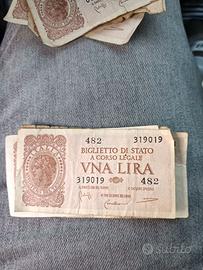 482 319019
BIGLIETTO DI STATO
A CORSO LEGALE
VNA LIRA
319019 482
subito